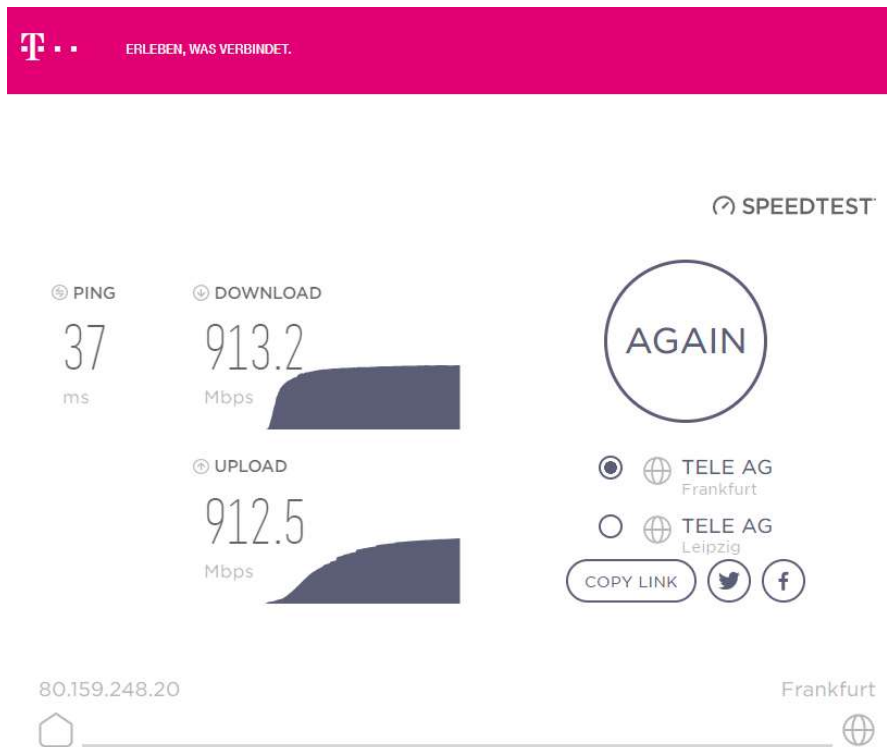 T
ERLEBEN, WAS VERBINDET.
SPEEDTEST
PING
37
ms
DOWNLOAD
913.2
Mbps
UPLOAD
912.5
Mbps
AGAIN
TELE AG
Frankfurt
TELE AG
Leipzig
COPY LINK
80.159.248.20
Frankfurt